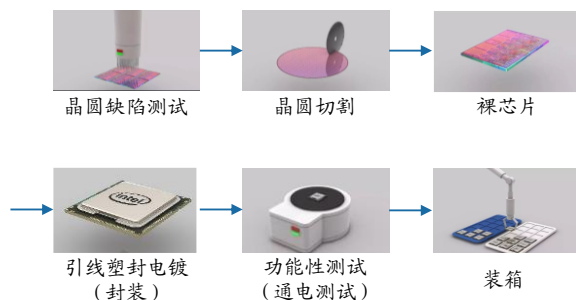 晶圆缺陷测试
晶圆切割
裸芯片
intel
引线塑封电镀
（封装）
功能性测试
（通电测试）
装箱